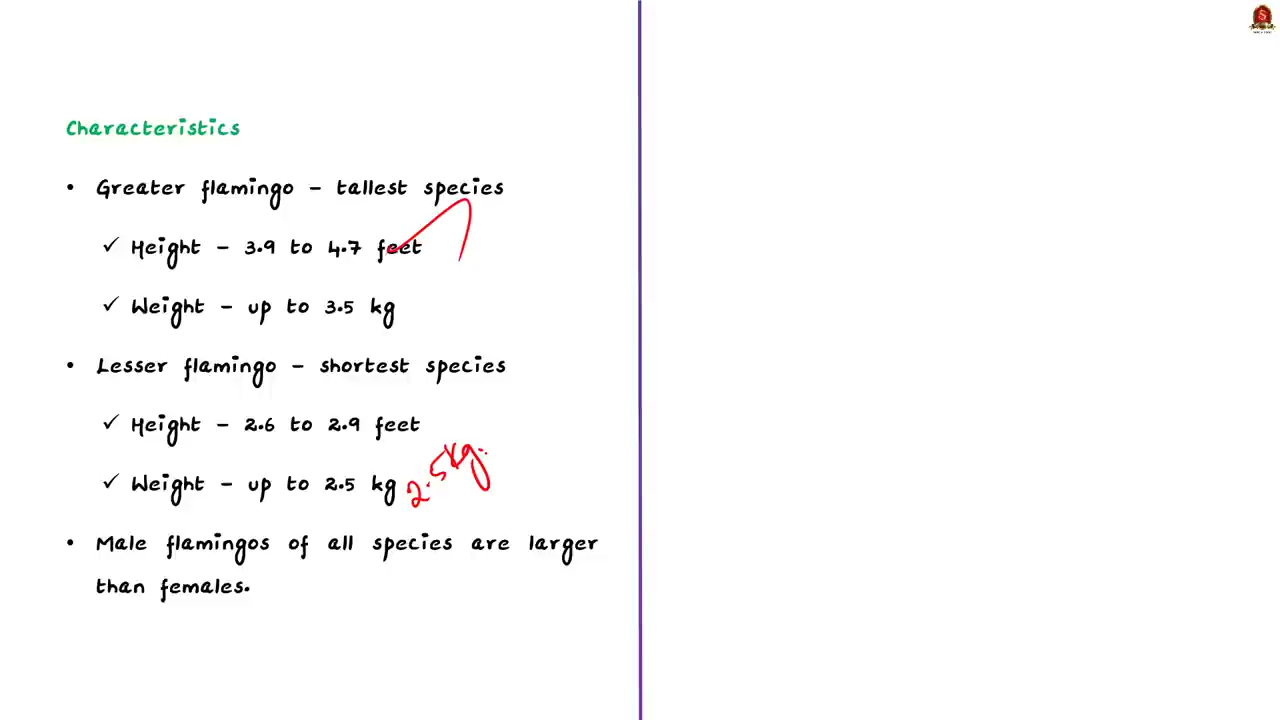 Characteristics
• Greater flamingo – tallest species
✓ Height – 3.9 to 4.7 feet
✓ Weight – up to 3.5 kg
• Lesser flamingo – shortest species
✓ Height – 2.6 to 2.9 feet
✓ Weight – up to 2.5 kg 2.5kg.
• Male flamingos of all species are larger
than females.